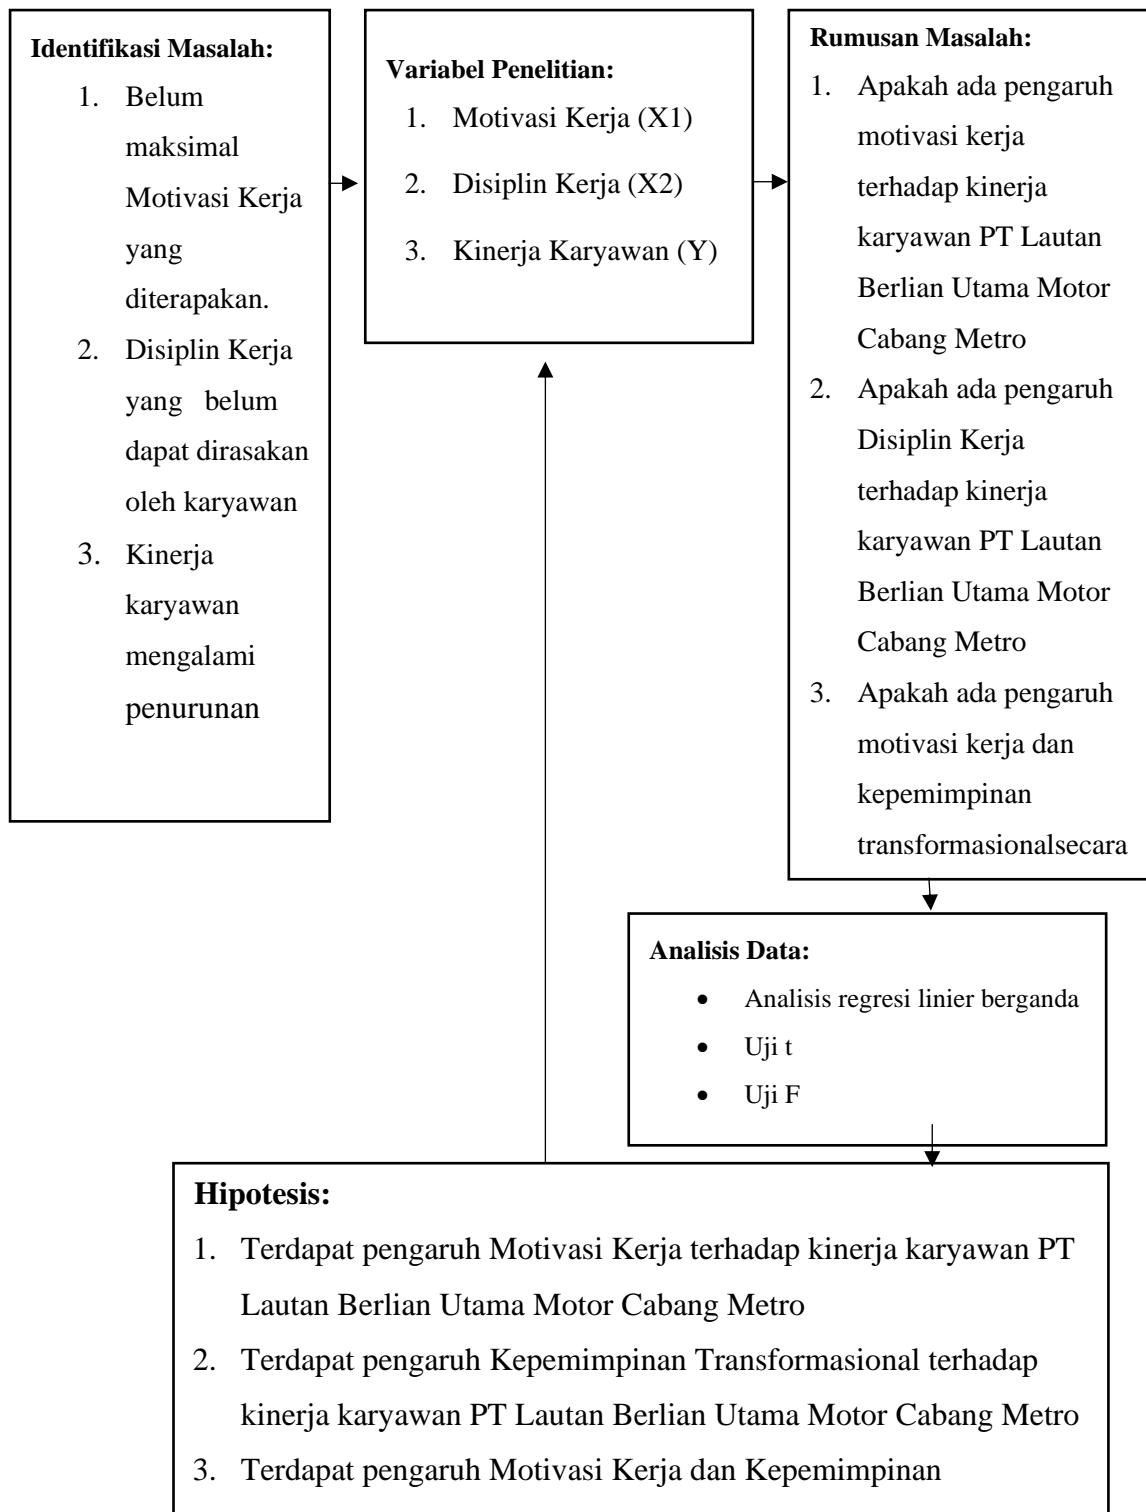 Identifikasi Masalah:
1. Belum
maksimal
Motivasi Kerja
yang
diterapakan.
2. Disiplin Kerja
yang belum
dapat dirasakan
oleh karyawan
3. Kinerja
karyawan
mengalami
penurunan
Variabel Penelitian:
1. Motivasi Kerja (X1)
2. Disiplin Kerja (X2)
3. Kinerja Karyawan (Y)
Rumusan Masalah:
1. Apakah ada pengaruh
motivasi kerja
terhadap kinerja
karyawan PT Lautan
Berlian Utama Motor
Cabang Metro
2. Apakah ada pengaruh
Disiplin Kerja
terhadap kinerja
karyawan PT Lautan
Berlian Utama Motor
Cabang Metro
3. Apakah ada pengaruh
motivasi kerja dan
kepemimpinan
transformasionalsecara
Analisis Data:
• Analisis regresi linier berganda
• Uji t
• Uji F
Hipotesis:
1. Terdapat pengaruh Motivasi Kerja terhadap kinerja karyawan PT
Lautan Berlian Utama Motor Cabang Metro
2. Terdapat pengaruh Kepemimpinan Transformasional terhadap
kinerja karyawan PT Lautan Berlian Utama Motor Cabang Metro
3. Terdapat pengaruh Motivasi Kerja dan Kepemimpinan